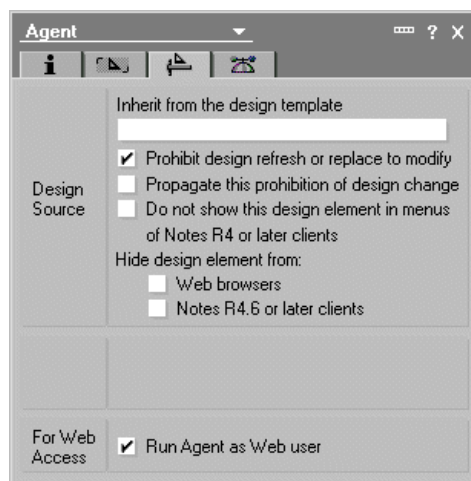 Agent
? X
i
Inherit from the design template
Prohibit design refresh or replace to modify
Propagate this prohibition of design change
Design
Source
Do not show this design element in menus
of Notes R4 or later clients
Hide design element from:
Web browsers
Notes R4.6 or later clients
For Web
Access
Run Agent as Web user